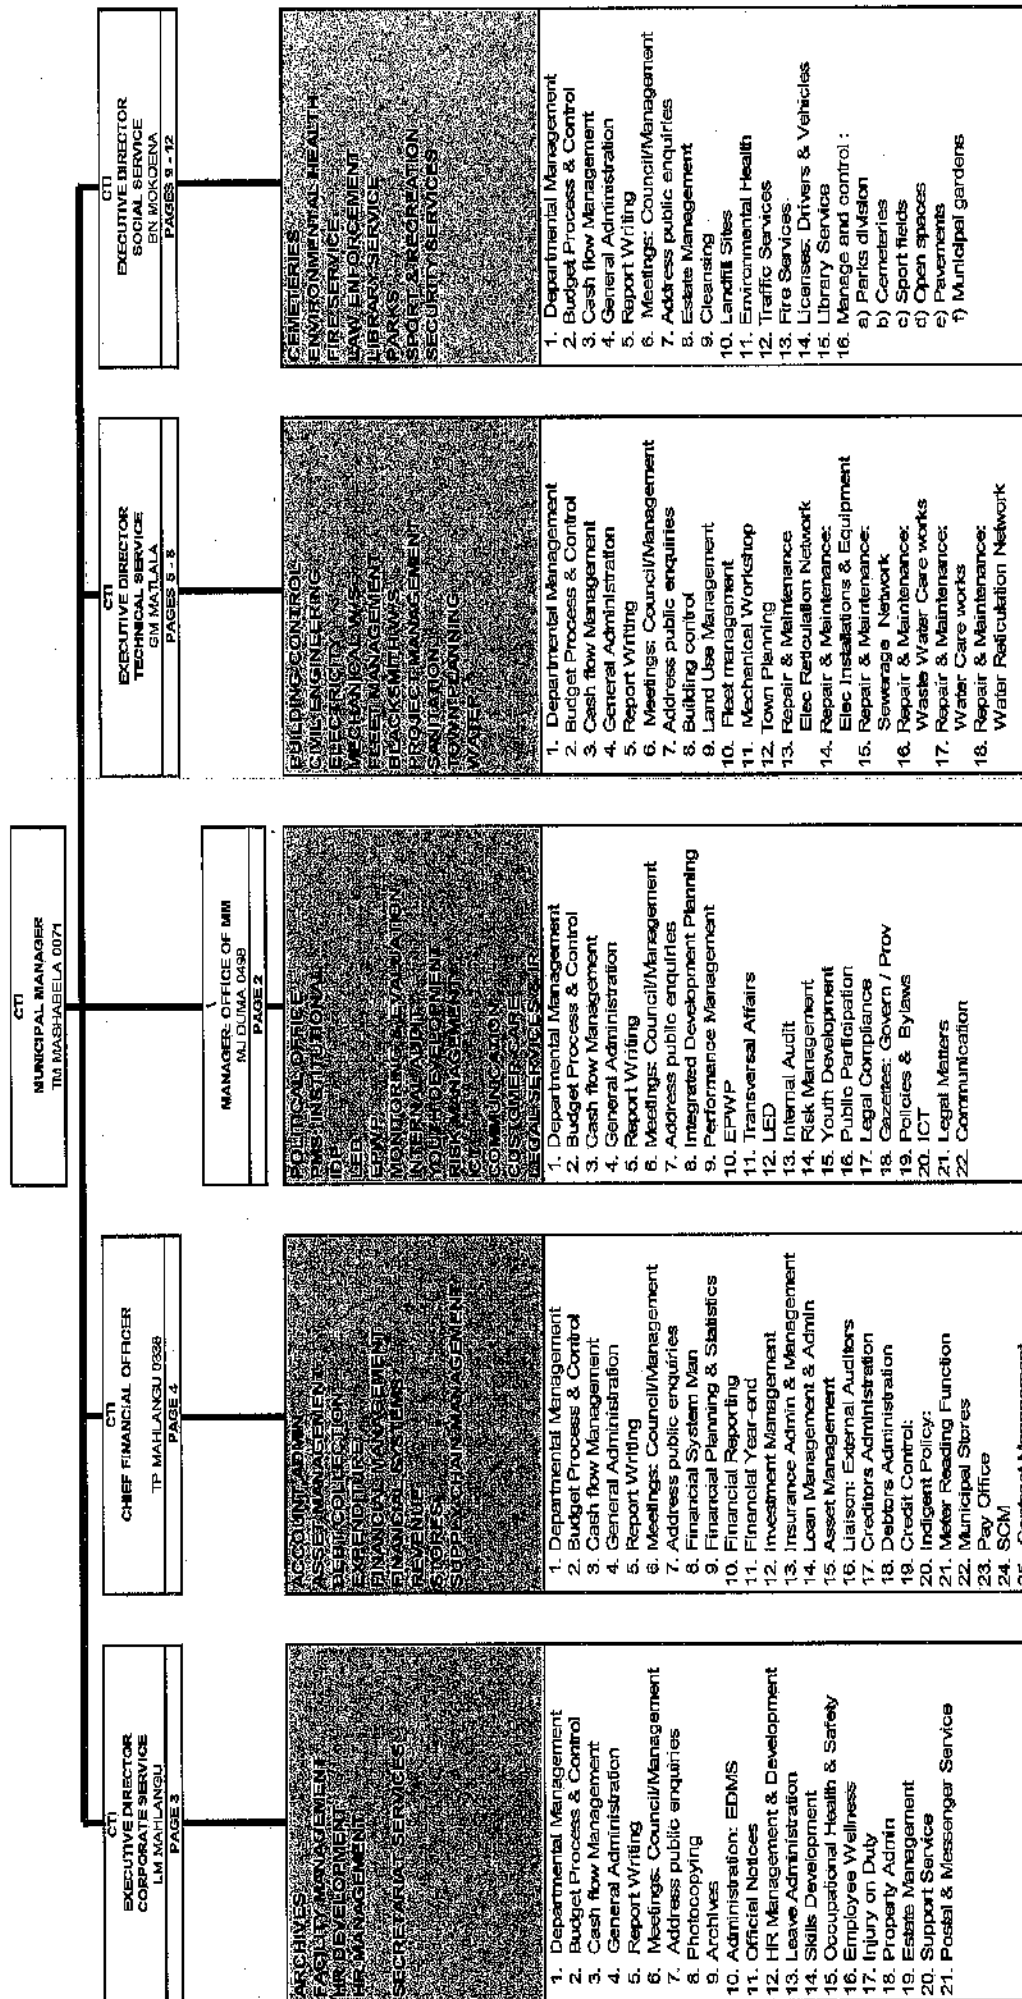 CTI
MUNICIPAL MANAGER
TM MASHABELA 0071
CTI
EXECUTIVE DIRECTOR
CORPORATE SERVICE
LM MAHLANGU
PAGE 3
CTI
CHIEF FINANCIAL OFFICER
TP MAHLANGU 0338
PAGE 4
MANAGER: OFFICE OF MM
MJ DUMA 0498
PAGE 2
CTI
EXECUTIVE DIRECTOR
TECHNICAL SERVICE
GM MATLALA
PAGES 5 - 8
CTI
EXECUTIVE DIRECTOR
SOCIAL SERVICE
BN MOKOENA
PAGES 9 - 12
ARCHIVES
FACILITY MANAGEMENT
HR DEVELOPMENT
HR MANAGEMENT
SECRETARIAT SERVICES
1. Departmental Management
2. Budget Process & Control
3. Cash flow Management
4. General Administration
5. Report Writing
6. Meetings: Council/Management
7. Address public enquiries
8. Photocopying
9. Archives
10. Administration: EDMS
11. Official Notices
12. HR Management & Development
13. Leave Administration
14. Skills Development
15. Occupational Health & Safety
16. Employee Wellness
17. Injury on Duty
18. Property Admin
19. Estate Management
20. Support Service
21. Postal & Messenger Service
ACCOUNT ADMIN
ASSET MANAGEMENT
DEBT COLLECTION
EXPENDITURE
FINANCIAL MANAGEMENT
FINANCIAL SYSTEMS
REVENUE
STORES
SUPPLY CHAIN MANAGEMENT
1. Departmental Management
2. Budget Process & Control
3. Cash flow Management
4. General Administration
5. Report Writing
6. Meetings: Council/Management
7. Address public enquiries
8. Financial System Man
9. Financial Planning & Statistics
10. Financial Reporting
11. Financial Year-end
12. Investment Management
13. Insurance Admin & Management
14. Loan Management & Admin
15. Asset Management
16. Liaison: External Auditors
17. Creditors Administration
18. Debtors Administration
19. Credit Control:
20. Indigent Policy:
21. Meter Reading Function
22. Municipal Stores
23. Pay Office
24. SCM
25. Contract Management
POLITICAL OFFICE
PMS INSTITUTIONAL
IDP
LED
EPWP
MONITORING & EVALUATION
INTERNAL AUDIT
YOUTH DEVELOPMENT
RISK MANAGEMENT
ICT
COMMUNICATION
CUSTOMER CARE
LEGAL SERVICES
1. Departmental Management
2. Budget Process & Control
3. Cash flow Management
4. General Administration
5. Report Writing
6. Meetings: Council/Management
7. Address public enquiries
8. Integrated Development Planning
9. Performance Management
10. EPWP
11. Transversal Affairs
12. LED
13. Internal Audit
14. Risk Management
15. Youth Development
16. Public Participation
17. Legal Compliance
18. Gazettes: Govern / Prov
19. Policies & Bylaws
20. ICT
21. Legal Matters
22. Communication
BUILDING CONTROL
CIVIL ENGINEERING
ELECTRICITY
MECHANICAL W/S
FLEET MANAGEMENT
BLACKSMITH W/S
PROJECT MANAGEMENT
SANITATION
TOWN PLANNING
WATER
1. Departmental Management
2. Budget Process & Control
3. Cash flow Management
4. General Administration
5. Report Writing
6. Meetings: Council/Management
7. Address public enquiries
8. Building control
9. Land Use Management
10. Fleet management
11. Mechanical Workshop
12. Town Planning
13. Repair & Maintenance
Elec Reticulation Network
14. Repair & Maintenance:
Elec Installations & Equipment
15. Repair & Maintenance:
Sewerage Network
16. Repair & Maintenance:
Waste Water Care works
17. Repair & Maintenance:
Water Care works
18. Repair & Maintenance:
Water Reticulation Network
CEMETERIES
ENVIRONMENTAL HEALTH
FIRE SERVICE
LAW ENFORCEMENT
LIBRARY SERVICE
PARKS
SPORT & RECREATION
SECURITY SERVICES
1. Departmental Management
2. Budget Process & Control
3. Cash flow Management
4. General Administration
5. Report Writing
6. Meetings: Council/Management
7. Address public enquiries
8. Estate Management
9. Cleansing
10. Landfill Sites
11. Environmental Health
12. Traffic Services
13. Fire Services
14. Licenses: Drivers & Vehicles
15. Library Service
16. Manage and control :
a) Parks division
b) Cemeteries
c) Sport fields
d) Open spaces
e) Pavements
f) Municipal gardens